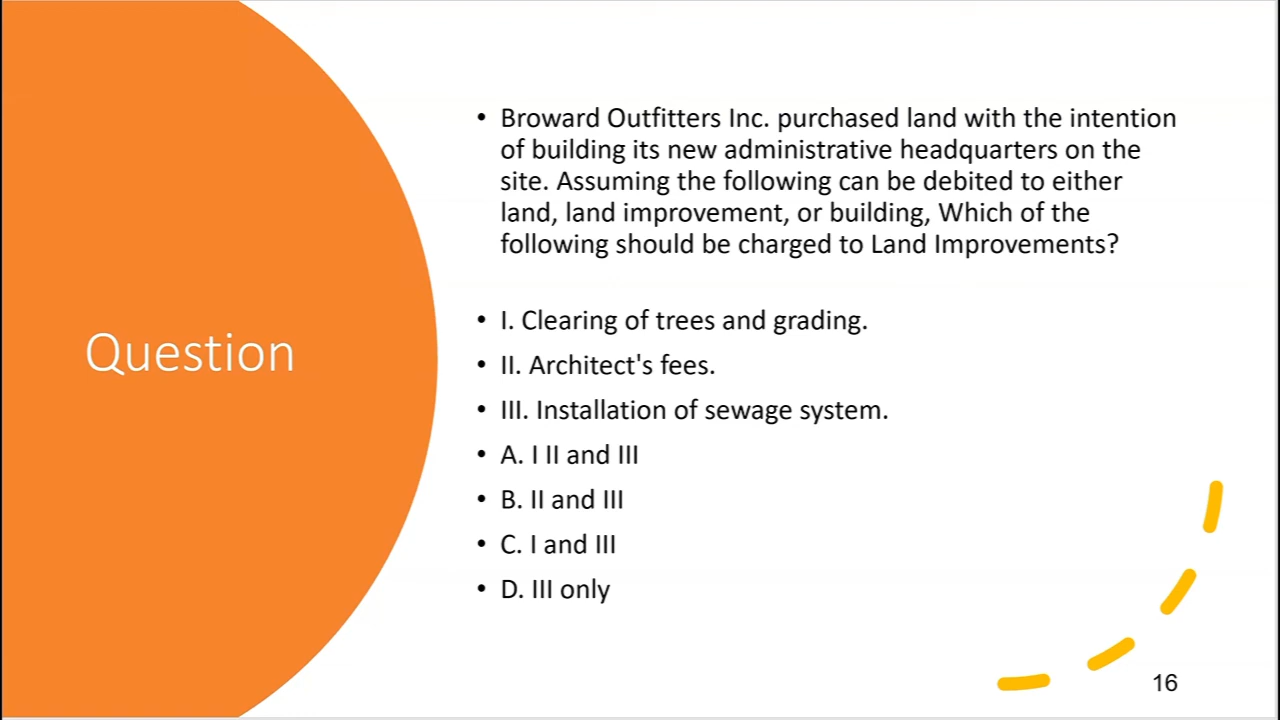 Question
• Broward Outfitters Inc. purchased land with the intention
of building its new administrative headquarters on the
site. Assuming the following can be debited to either
land, land improvement, or building, Which of the
following should be charged to Land Improvements?
• I. Clearing of trees and grading.
• II. Architect's fees.
• III. Installation of sewage system.
• A. I II and III
• B. II and III
• C. I and III
• D. III only
16